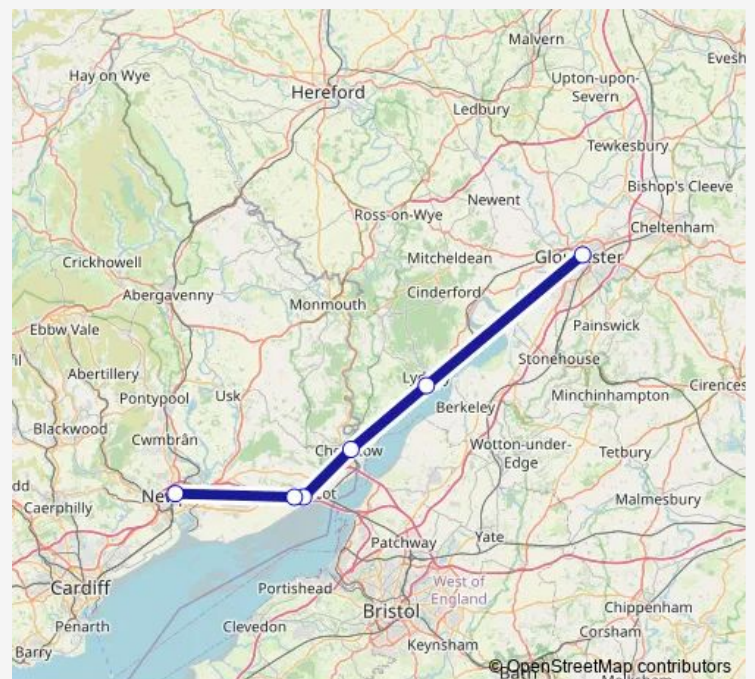 Malvern
Evesh
Hay on Wye
Upton-upon-
Severn
Hereford
Ledbury
Tewkesbury
Bishop's Cleeve
Newent
Ross-on-Wye
Cheltenham
Mitcheldean
Crickhowell
Cinderford
Abergavenny
Monmouth
Painswick
Ebbw Vale
Stonehouse
Abertillery
Cirences
Usk
Minchinhampton
Pontypool
Berkeley
Blackwood
Cwmbrân
Wotton-under-
Edge
Tetbury
Caerphilly
Malmesbury
Yate
Patchway
Cardiff
Portishead
West of
England
Bristol
Chippenham
Penarth
Clevedon
Corsham
Keynsham
Barry
Bath
© OpenStreetMap contributors